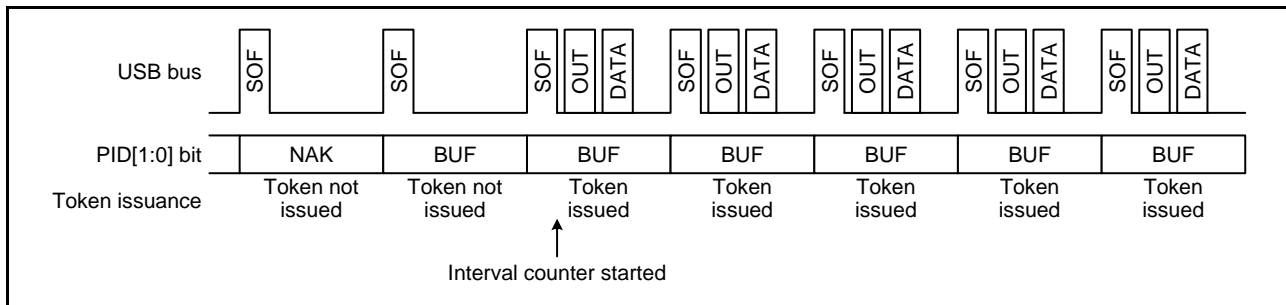 USB bus
SOF
SOF
SOF
OUT
DATA
SOF
OUT
DATA
SOF
OUT
DATA
SOF
OUT
DATA
SOF
OUT
DATA
PID[1:0] bit
NAK
BUF
BUF
BUF
BUF
BUF
BUF
Token issuance
Token not
issued
Token not
issued
Token
issued
Token
issued
Token
issued
Token
issued
Token
issued
Interval counter started